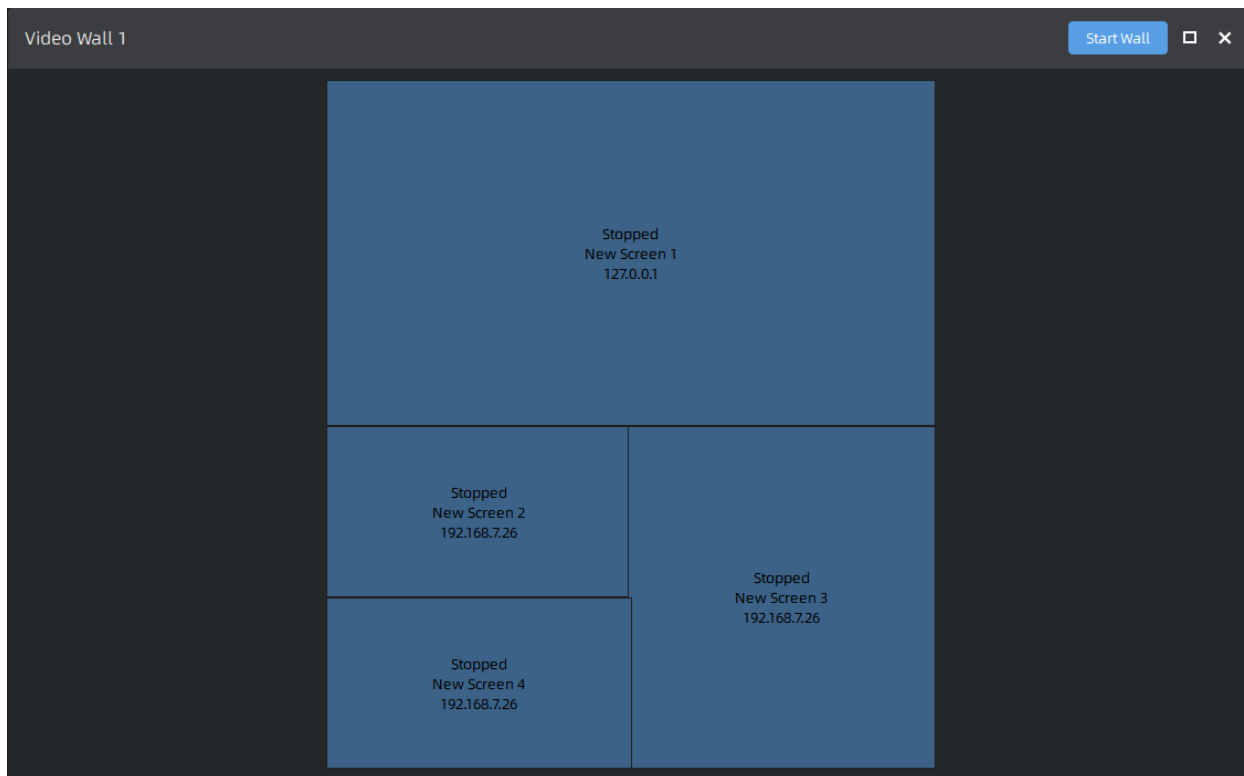 Video Wall 1
Start Wall
Stopped
New Screen 1
127.0.0.1
Stopped
New Screen 2
192.168.7.26
Stopped
New Screen 3
192.168.7.26
Stopped
New Screen 4
192.168.7.26